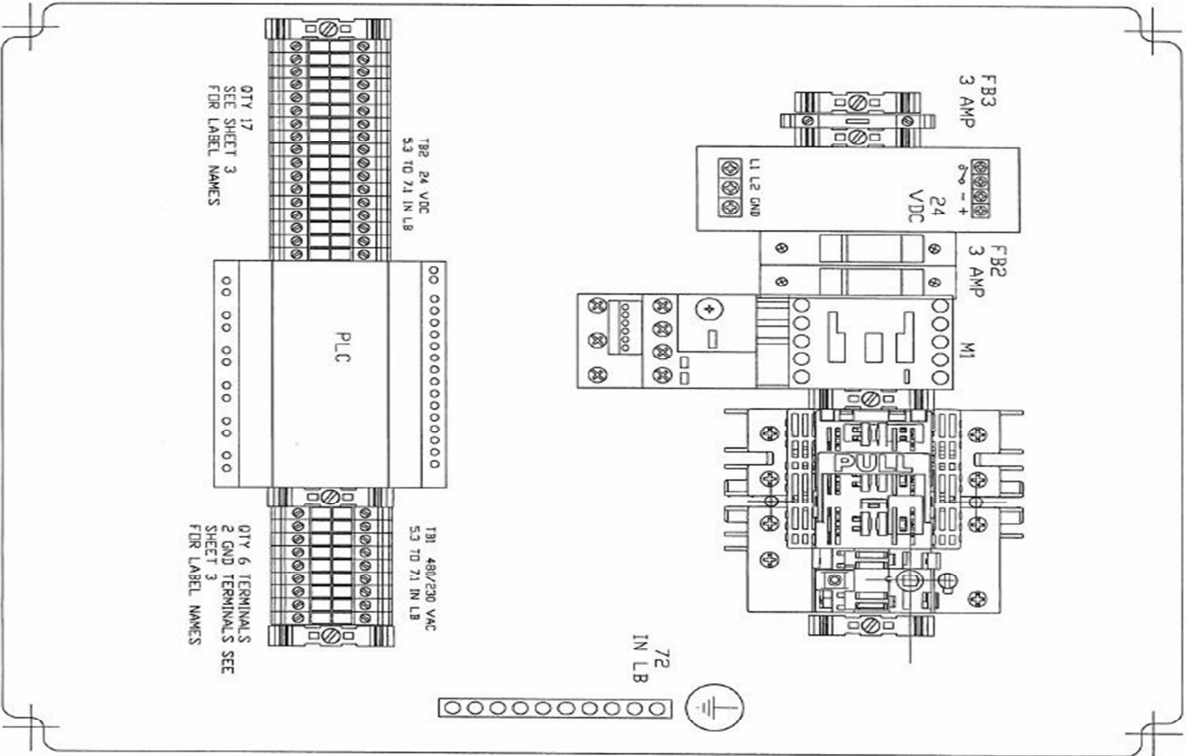 FB3
3 AMP
- +
24
VDC
L1 L2 GND
FB2
3 AMP
M1
PULL
72
IN LB
TB2 24 VDC
5.3 TO 7.1 IN LB
PLC
TB1 480/230 VAC
5.3 TO 7.1 IN LB
QTY 17
SEE SHEET 3
FOR LABEL NAMES
QTY 6 TERMINALS
2 GND TERMINALS SEE
SHEET 3
FOR LABEL NAMES